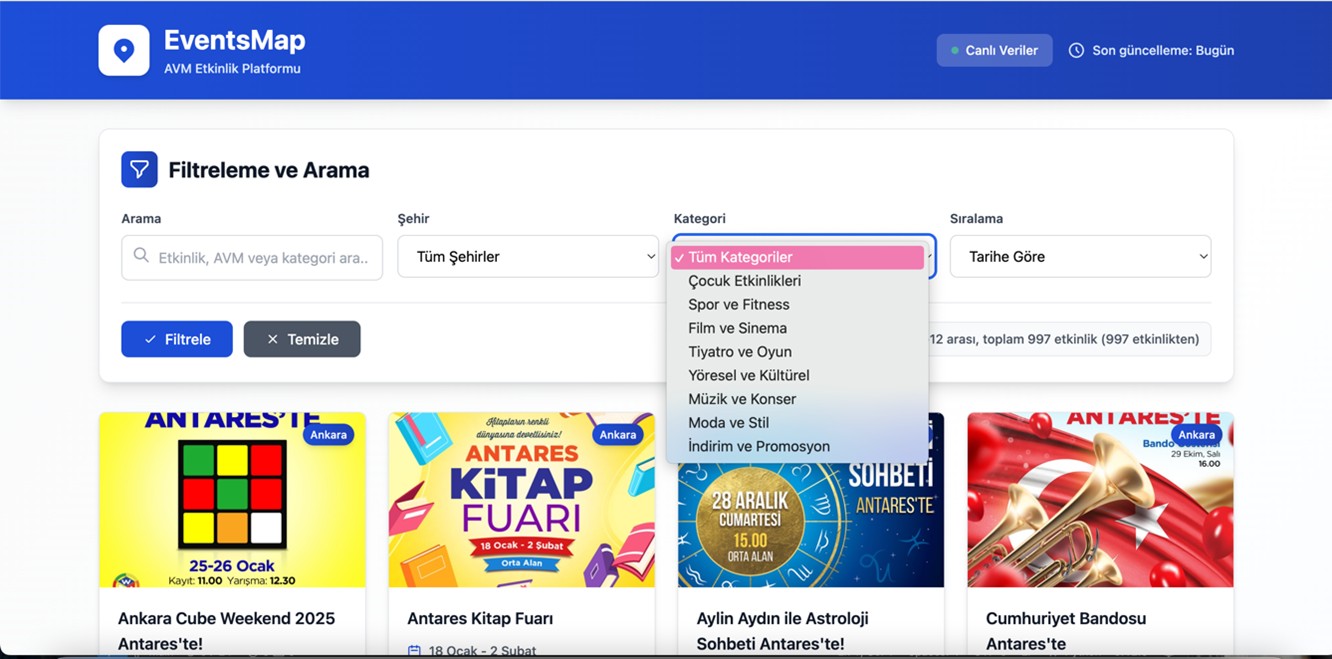 EventsMap
AVM Etkinlik Platformu
Canlı Veriler
Son güncelleme: Bugün
Filtreleme ve Arama
Arama
Şehir
Kategori
Sıralama
Etkinlik, AVM veya kategori ara..
Tüm Şehirler
Tarihe Göre
✓ Tüm Kategoriler
Çocuk Etkinlikleri
Spor ve Fitness
Film ve Sinema
Tiyatro ve Oyun
Yöresel ve Kültürel
Müzik ve Konser
Moda ve Stil
İndirim ve Promosyon
Filtrele
Temizle
12 arası, toplam 997 etkinlik (997 etkinlikten)
ANTARES'TE
Ankara
25-26 Ocak
Kayıt: 11.00 Yarışma: 12.30
Kitapların renkli
dünyasına davetlisiniz!
Ankara
ANTARES
KiTAP
FUARI
18 Ocak - 2 Şubat
Orta Alan
SOHBETİ
ANTARES'TE
28 ARALIK
CUMARTESİ
15.00
ORTA ALAN
ANTARES'TE
Ankara
Bando
29 Ekim, Salı
16.00
Ankara Cube Weekend 2025
Antares'te!
Antares Kitap Fuarı
18 Ocak - 2 Şubat
Aylin Aydın ile Astroloji
Sohbeti Antares'te!
Cumhuriyet Bandosu
Antares'te